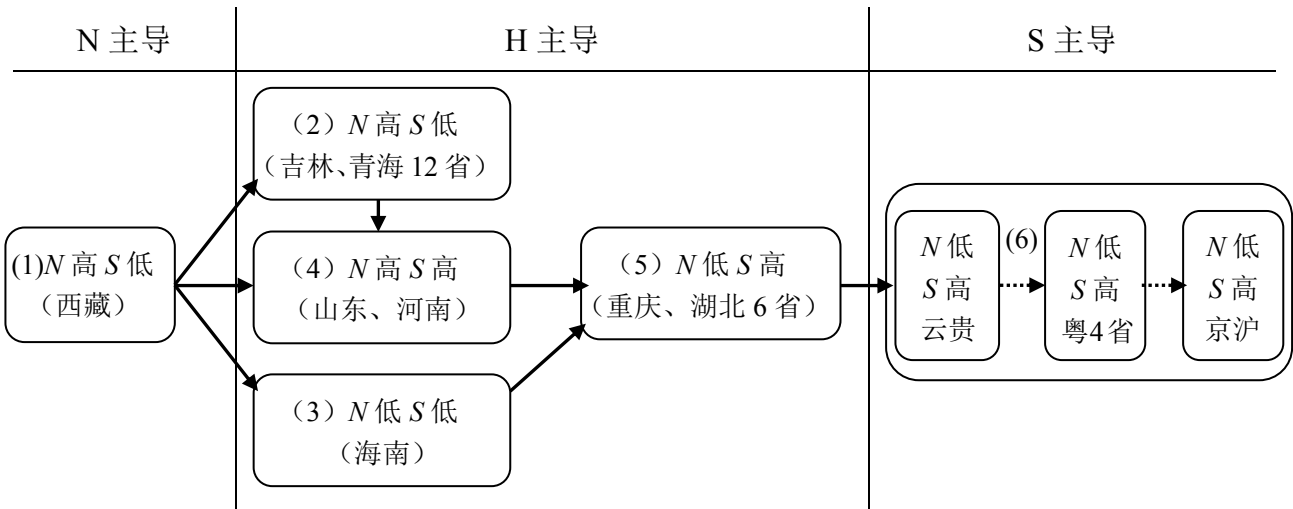 N 主导
H 主导
S 主导
(1)N 高 S 低
（西藏）
（2）N 高 S 低
（吉林、青海 12 省）
（4）N 高 S 高
（山东、河南）
（3）N 低 S 低
（海南）
（5）N 低 S 高
（重庆、湖北 6 省）
N 低
S 高
云贵
(6)
N 低
S 高
粤4省
N 低
S 高
京沪